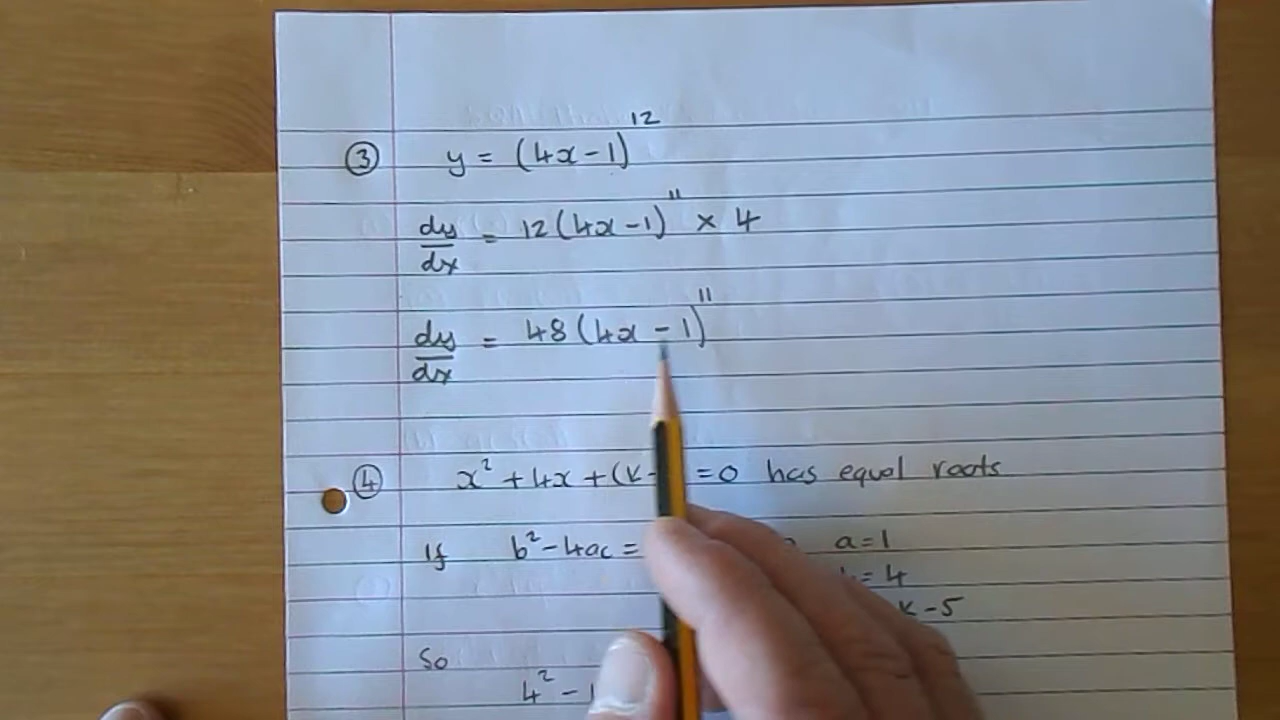 ③ y = (4x-1)^12
dy/dx = 12(4x-1)^11 × 4
dy/dx = 48(4x-1)^11
④ x² + 4x + (k- = 0 has equal roots
If b² - 4ac = a=1
= 4
k-5
So
4² -